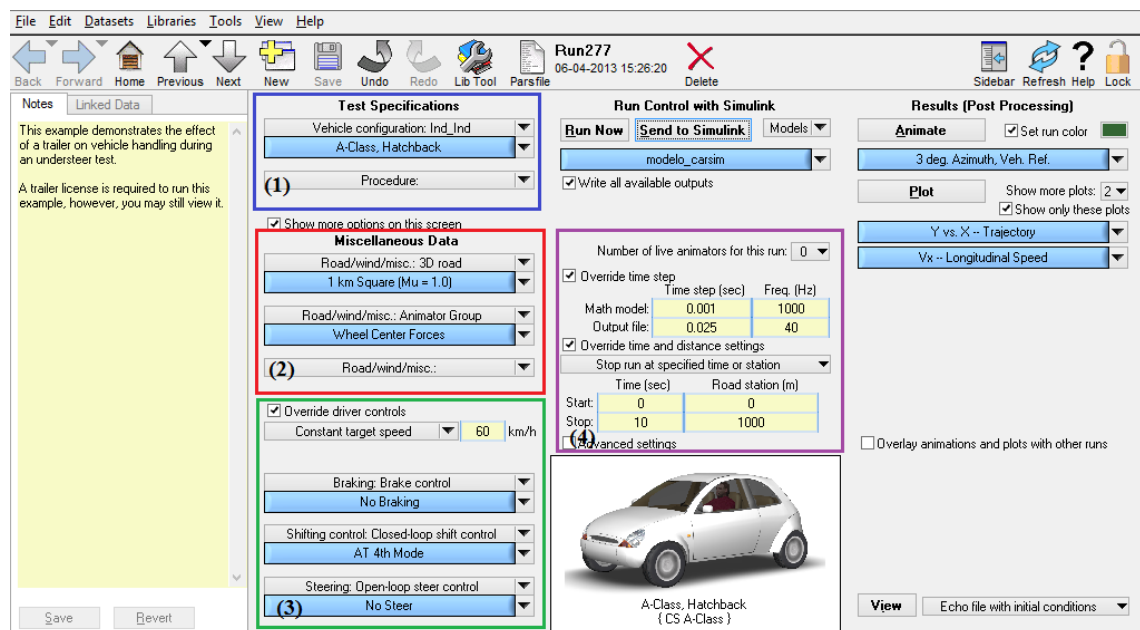 File Edit Datasets Libraries Tools View Help
Back Forward Home Previous Next New Save Undo Redo Lib Tool Parsfile
Run277
06-04-2013 15:26:20
Delete Sidebar Refresh Help Lock
Notes Linked Data
This example demonstrates the effect
of a trailer on vehicle handling during
an understeer test.
A trailer license is required to run this
example, however, you may still view it.
Save Revert
Test Specifications
Vehicle configuration: Ind_Ind
A-Class, Hatchback
(1) Procedure:
Show more options on this screen
Miscellaneous Data
Road/wind/misc.: 3D road
1 km Square (Mu = 1.0)
Road/wind/misc.: Animator Group
Wheel Center Forces
(2) Road/wind/misc.:
Override driver controls
Constant target speed 60 km/h
Braking: Brake control
No Braking
Shifting control: Closed-loop shift control
AT 4th Mode
Steering: Open-loop steer control
(3) No Steer
Run Control with Simulink
Run Now Send to Simulink Models
modelo_carsim
Write all available outputs
Number of live animators for this run: 0
Override time step
Time step (sec) Freq. (Hz)
Math model: 0.001 1000
Output file: 0.025 40
Override time and distance settings
Stop run at specified time or station
Time (sec) Road station (m)
Start: 0 0
Stop: 10 1000
(4)
Advanced settings
A-Class, Hatchback
{ CS A-Class }
Results (Post Processing)
Animate Set run color
3 deg. Azimuth, Veh. Ref.
Plot Show more plots: 2
Show only these plots
Y vs. X -- Trajectory
Vx -- Longitudinal Speed
Overlay animations and plots with other runs
View Echo file with initial conditions